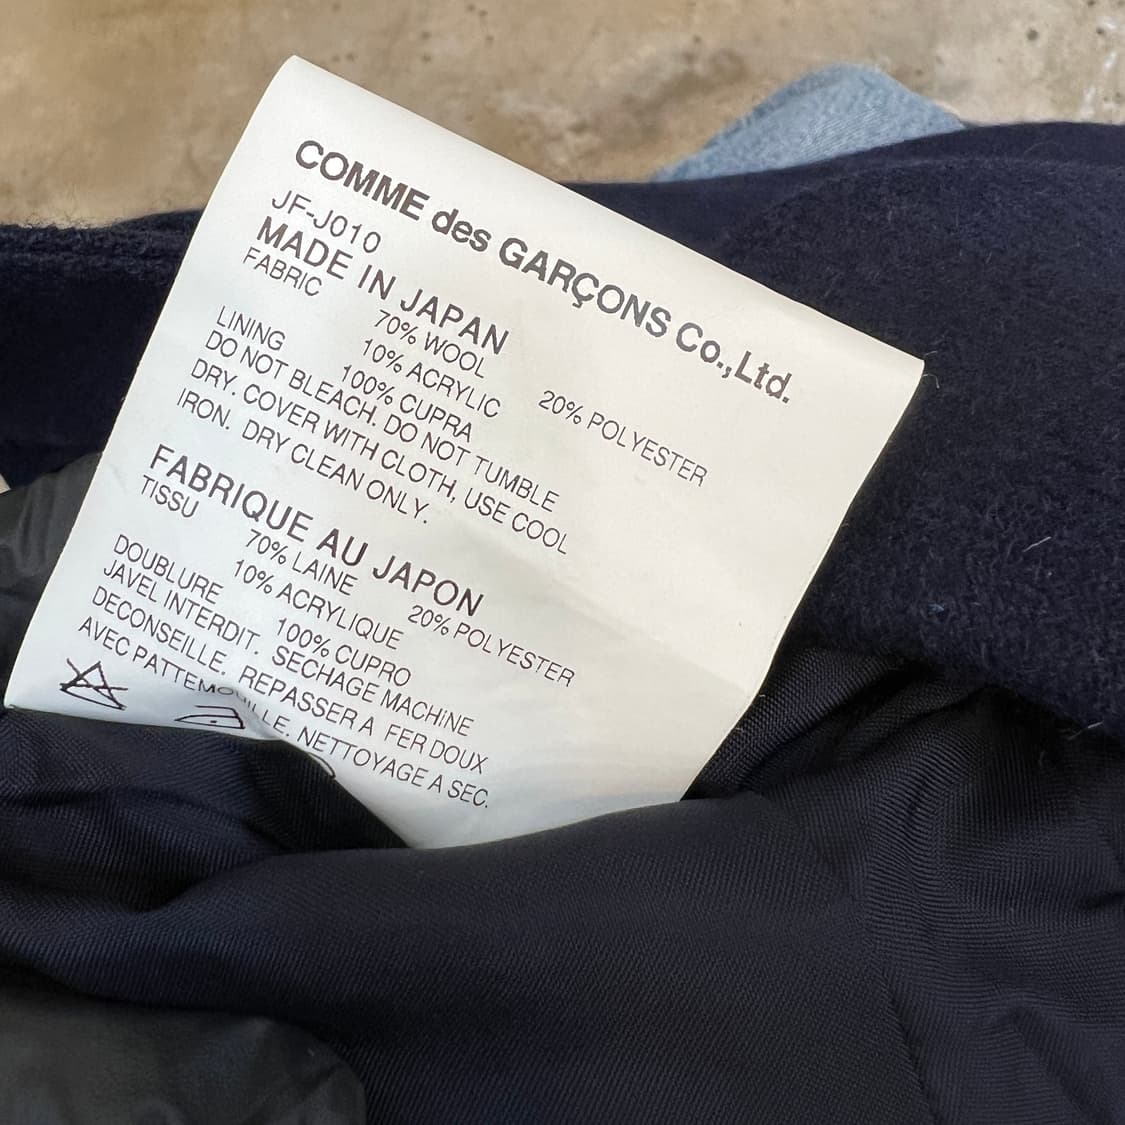 COMME des GARÇONS Co.,Ltd.
JF-J010
MADE IN JAPAN
FABRIC 70% WOOL 20% POLYESTER
10% ACRYLIC
LINING 100% CUPRA
DO NOT BLEACH. DO NOT TUMBLE
DRY. COVER WITH CLOTH, USE COOL
IRON. DRY CLEAN ONLY.
FABRIQUE AU JAPON
TISSU 70% LAINE 20% POLYESTER
10% ACRYLIQUE
DOUBLURE 100% CUPRO
JAVEL INTERDIT. SECHAGE MACHINE
DECONSEILLE. REPASSER A FER DOUX
AVEC PATTEMOUILLE. NETTOYAGE A SEC.